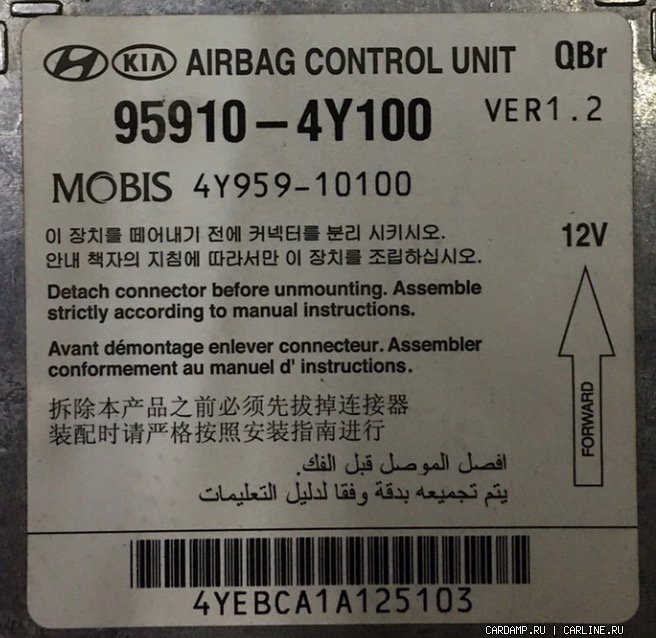 KIA AIRBAG CONTROL UNIT QBr
95910-4Y100 VER1.2
MOBIS 4Y959-10100
이 장치를 떼어내기 전에 커넥터를 분리 시키시오.
안내 책자의 지침에 따라서만 이 장치를 조립하십시오.
12V
Detach connector before unmounting. Assemble
strictly according to manual instructions.
Avant démontage enlever connecteur. Assembler
conformement au manuel d' instructions.
FORWARD
拆除本产品之前必须先拔掉连接器
装配时请严格按照安装指南进行
افصل الموصل قبل الفك.
يتم تجميعه بدقة وفقا لدليل التعليمات
4YEBCA1A125103
CARDAMP.RU | CARLINE.RU